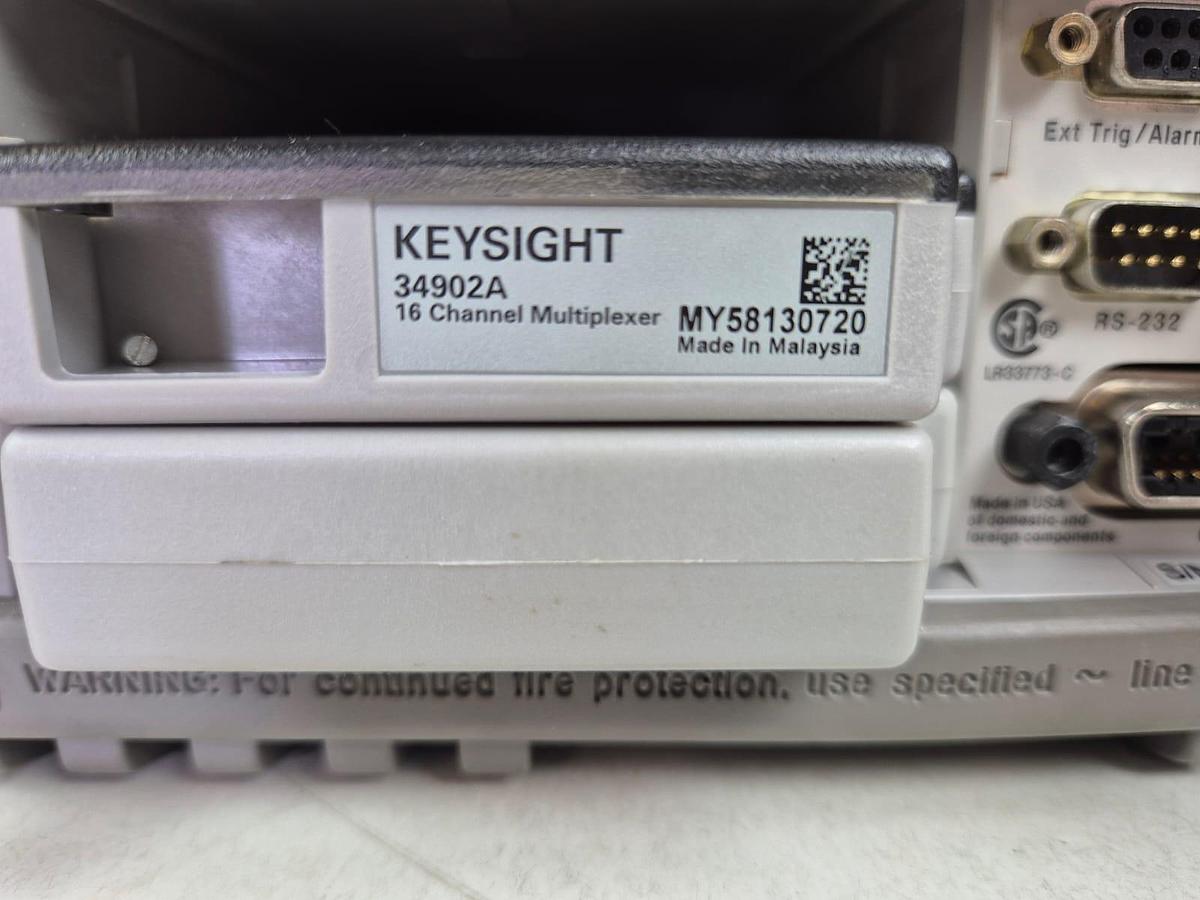 Ext Trig/Alarm
KEYSIGHT
34902A
16 Channel Multiplexer
MY58130720
Made In Malaysia
RS-232
LR33773-C
Made in USA
of domestic and
foreign components
S/N
WARNING: For continued fire protection, use specified ~ line